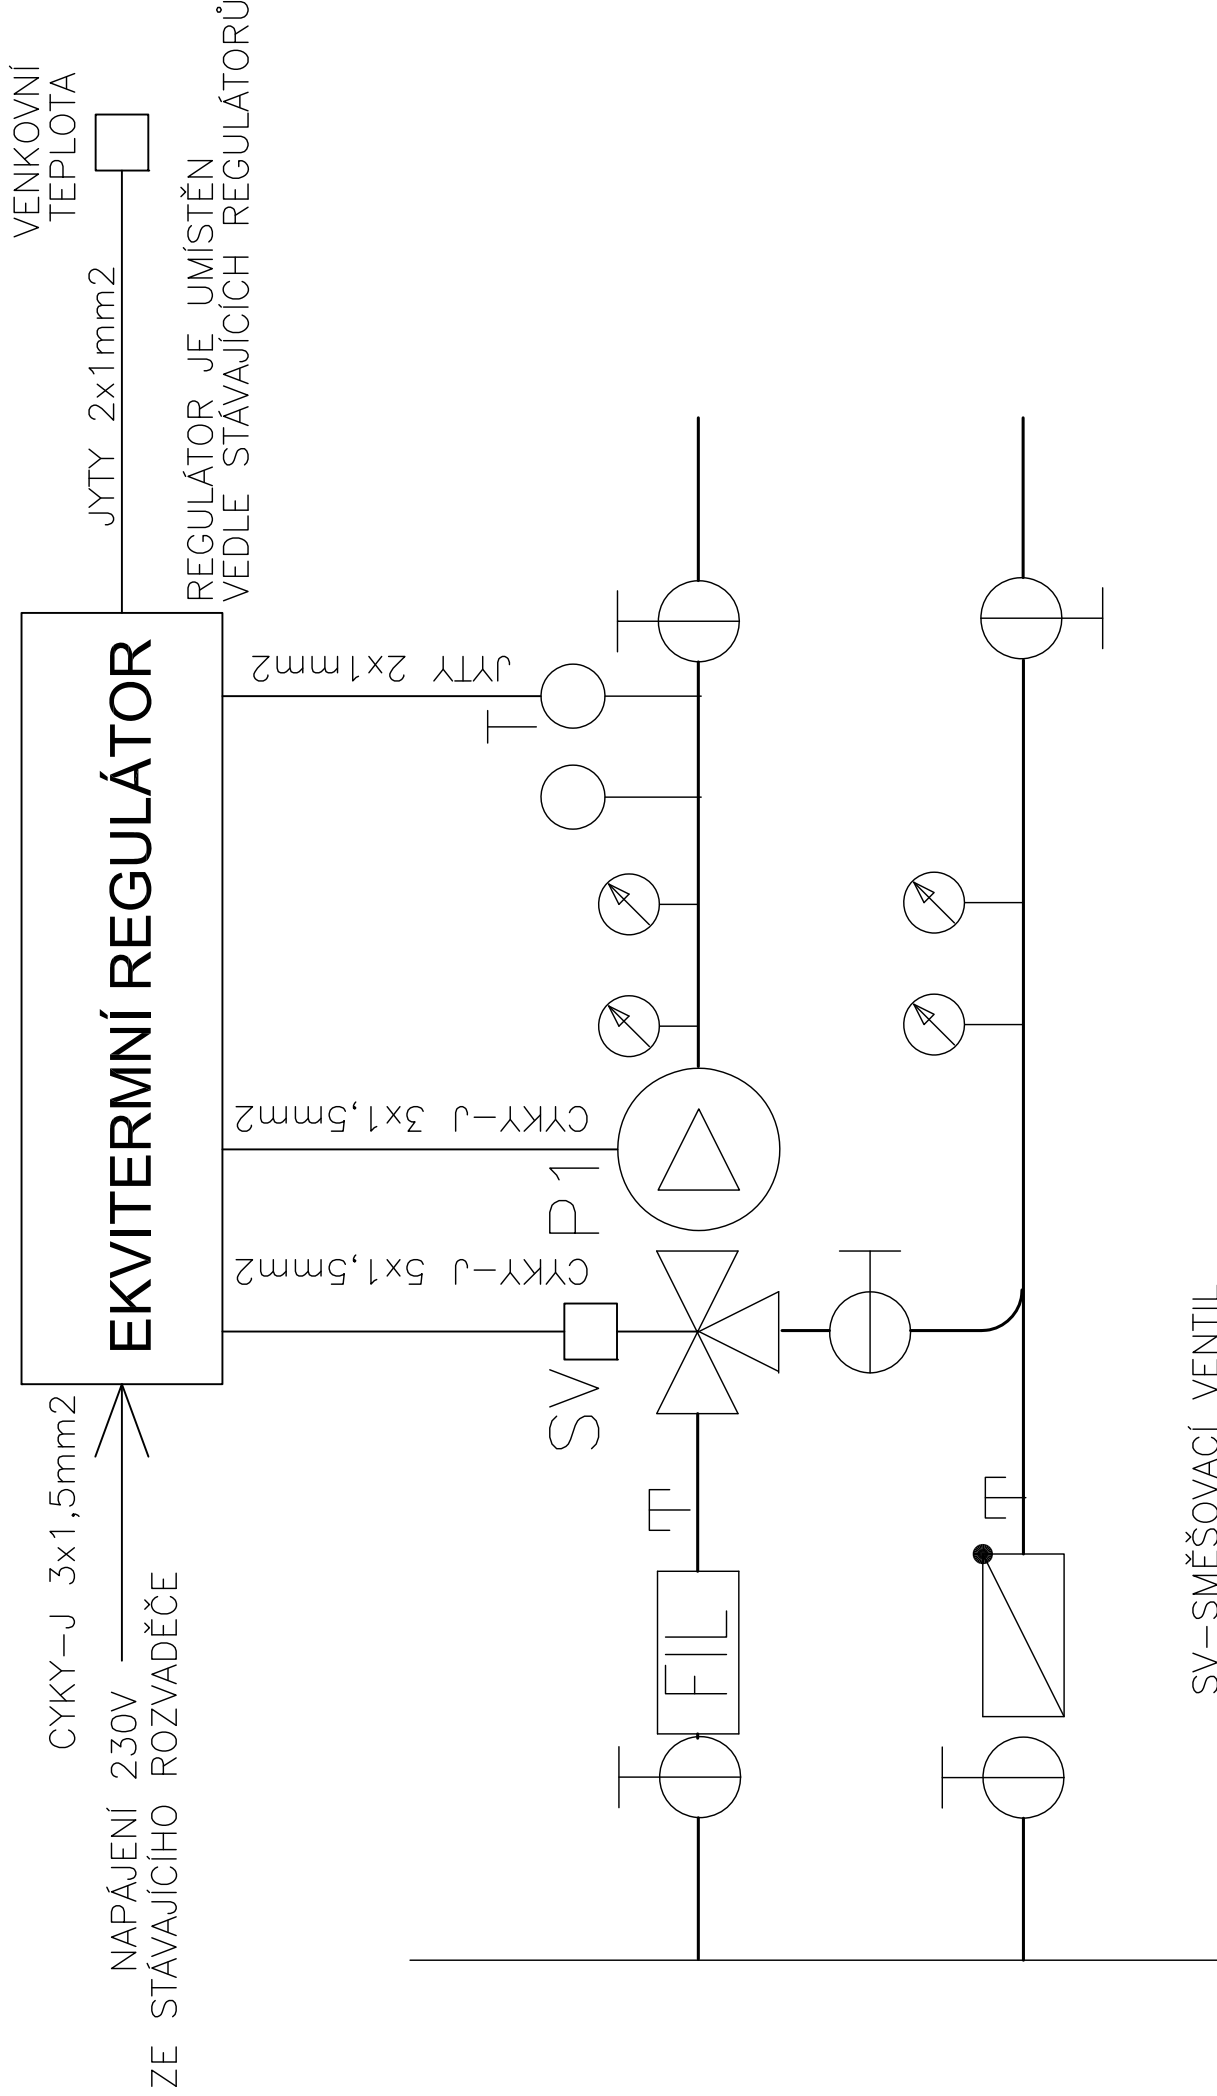 VENKOVNÍ
TEPLOTA
JYTY 2x1mm2
REGULÁTOR JE UMÍSTĚN
VEDLE STÁVAJÍCÍCH REGULÁTORŮ
EKVITERMNÍ REGULÁTOR
CYKY-J 3x1,5mm2
NAPÁJENÍ 230V
ZE STÁVAJÍCÍHO ROZVADĚČE
CYKY-J 5x1,5mm2
CYKY-J 3x1,5mm2
JYTY 2x1mm2
SV
P1
T
FIL
SV-SMĚŠOVACÍ VENTIL